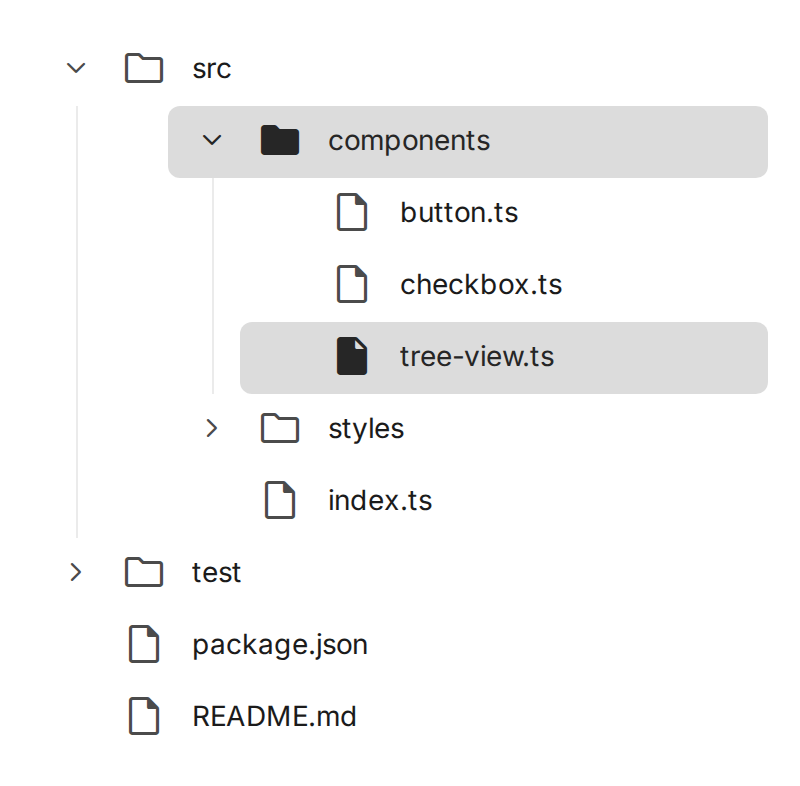 src
components
button.ts
checkbox.ts
tree-view.ts
styles
index.ts
test
package.json
README.md